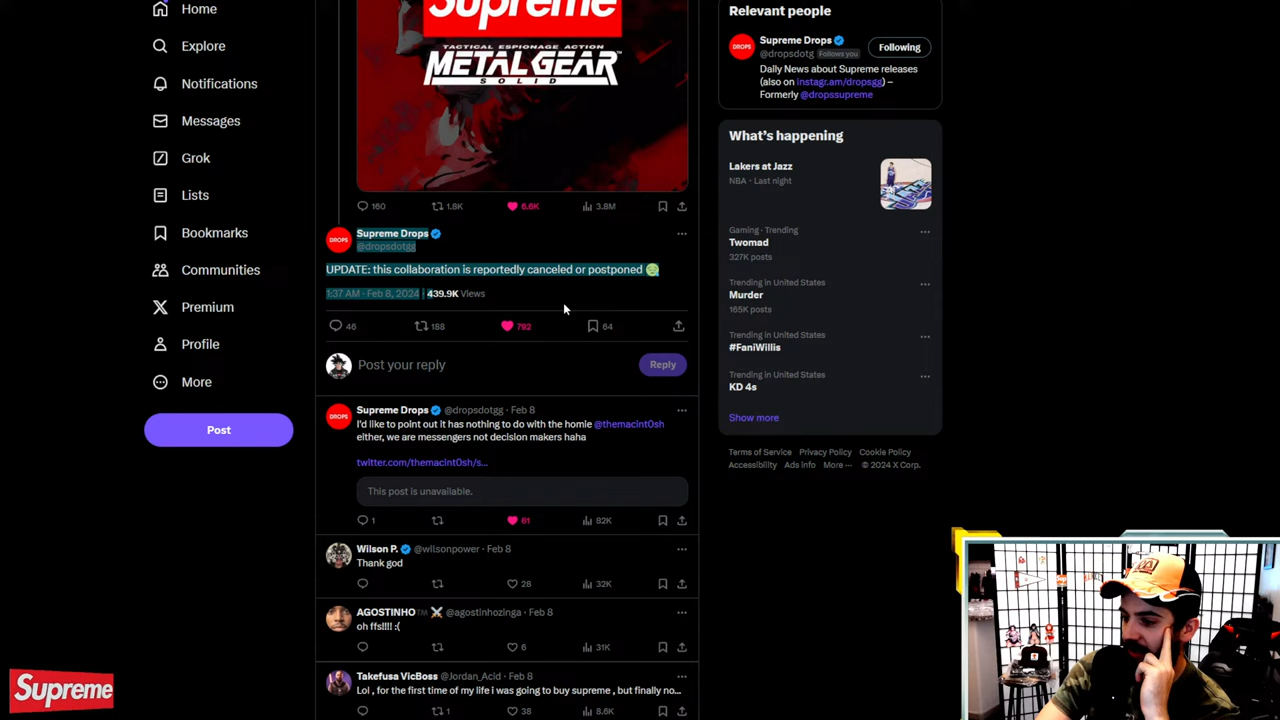 Home
Explore
Notifications
Messages
Grok
Lists
Bookmarks
Communities
Premium
Profile
More
Post
Supreme
TACTICAL ESPIONAGE ACTION
METAL GEAR™
SOLID
160 1.8K 6.6K 3.8M
DROPS
Supreme Drops
@dropsdotgg
UPDATE: this collaboration is reportedly canceled or postponed
1:37 AM · Feb 8, 2024 · 439.9K Views
46 188 792 64
Post your reply
Reply
DROPS
Supreme Drops @dropsdotgg · Feb 8
I'd like to point out it has nothing to do with the homie @themacint0sh
either, we are messengers not decision makers haha
twitter.com/themacint0sh/s...
This post is unavailable.
1 61 82K
Wilson P. @wilsonpower · Feb 8
Thank god
28 32K
AGOSTINHO™ @agostinhozinga · Feb 8
oh ffs!!!! :(
6 31K
Takefusa VicBoss @Jordan_Acid · Feb 8
Lol , for the first time of my life i was going to buy supreme , but finally no...
1 38 8.6K
Relevant people
DROPS
Supreme Drops
@dropsdotg Follows you
Following
Daily News about Supreme releases
(also on instagr.am/dropsgg) –
Formerly @dropssupreme
What's happening
Lakers at Jazz
NBA · Last night
Gaming · Trending
Twomad
327K posts
Trending in United States
Murder
165K posts
Trending in United States
#FaniWillis
Trending in United States
KD 4s
Show more
Terms of Service Privacy Policy Cookie Policy
Accessibility Ads info More ··· © 2024 X Corp.
Supreme